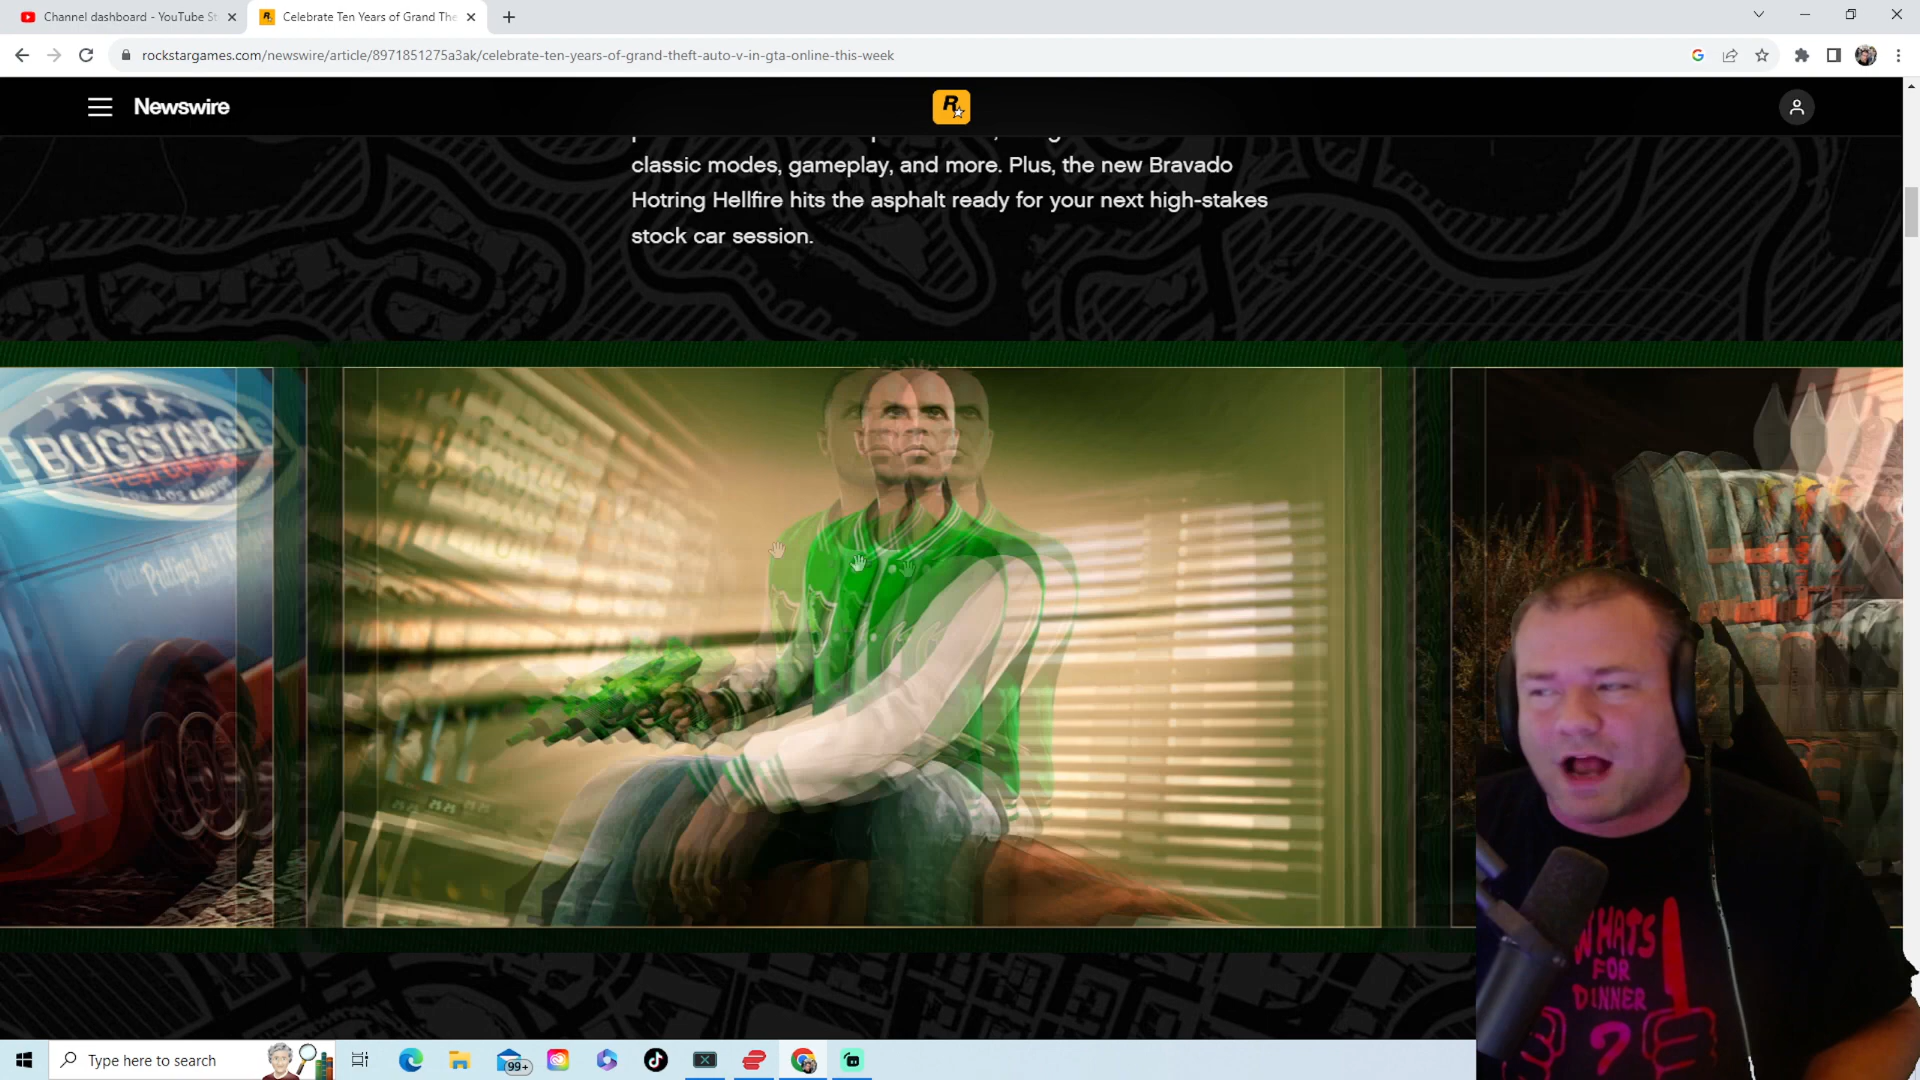 Channel dashboard - YouTube St
Celebrate Ten Years of Grand The
rockstargames.com/newswire/article/8971851275a3ak/celebrate-ten-years-of-grand-theft-auto-v-in-gta-online-this-week
Newswire
R
classic modes, gameplay, and more. Plus, the new Bravado
Hotring Hellfire hits the asphalt ready for your next high-stakes
stock car session.
BUGSTARS
PEST CONTROL
WHATS
FOR
DINNER
?
Type here to search
99+